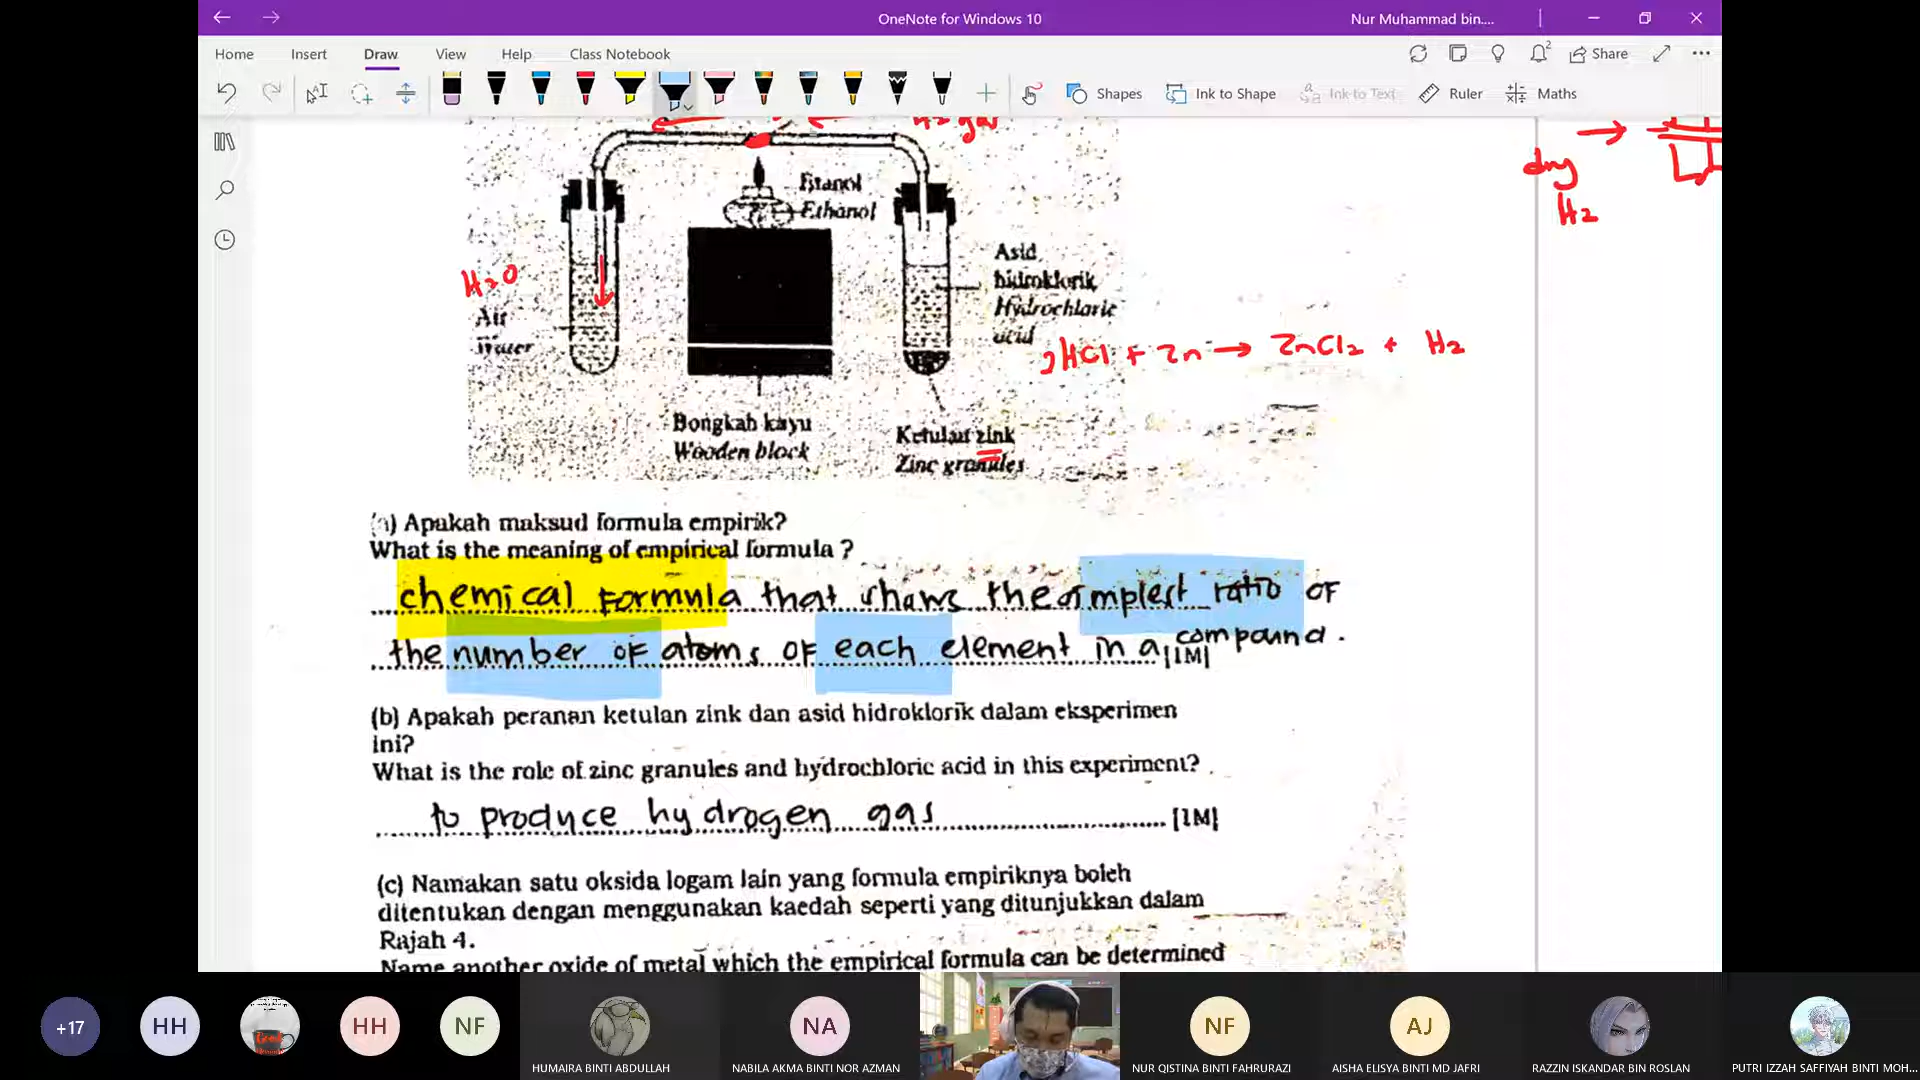 OneNote for Windows 10
Nur Muhammad bin....
Home Insert Draw View Help Class Notebook
2
Share
Shapes Ink to Shape Ink to Text Ruler Maths
H2 gas
dry
H2
Etanol
Ethanol
H2O
Air
Water
Asid
hidroklorik
Hydrochloric
acid
2HCl + Zn → ZnCl2 + H2
Bongkah kayu
Wooden block
Ketulan zink
Zinc granules
(a) Apakah maksud formula empirik?
What is the meaning of empirical formula ?
chemical formula that shows the simplest ratio of
the number of atoms of each element in a compound.
[1M]
(b) Apakah peranan ketulan zink dan asid hidroklorik dalam eksperimen
ini?
What is the role of zinc granules and hydrochloric acid in this experiment?
to produce hydrogen gas [1M]
(c) Namakan satu oksida logam lain yang formula empiriknya boleh
ditentukan dengan menggunakan kaedah seperti yang ditunjukkan dalam
Rajah 4.
Name another oxide of metal which the empirical formula can be determined
+17
HH
HH
NF
NA
NF
AJ
HUMAIRA BINTI ABDULLAH
NABILA AKMA BINTI NOR AZMAN
NUR QISTINA BINTI FAHRURAZI
AISHA ELISYA BINTI MD JAFRI
RAZZIN ISKANDAR BIN ROSLAN
PUTRI IZZAH SAFFIYAH BINTI MOH...